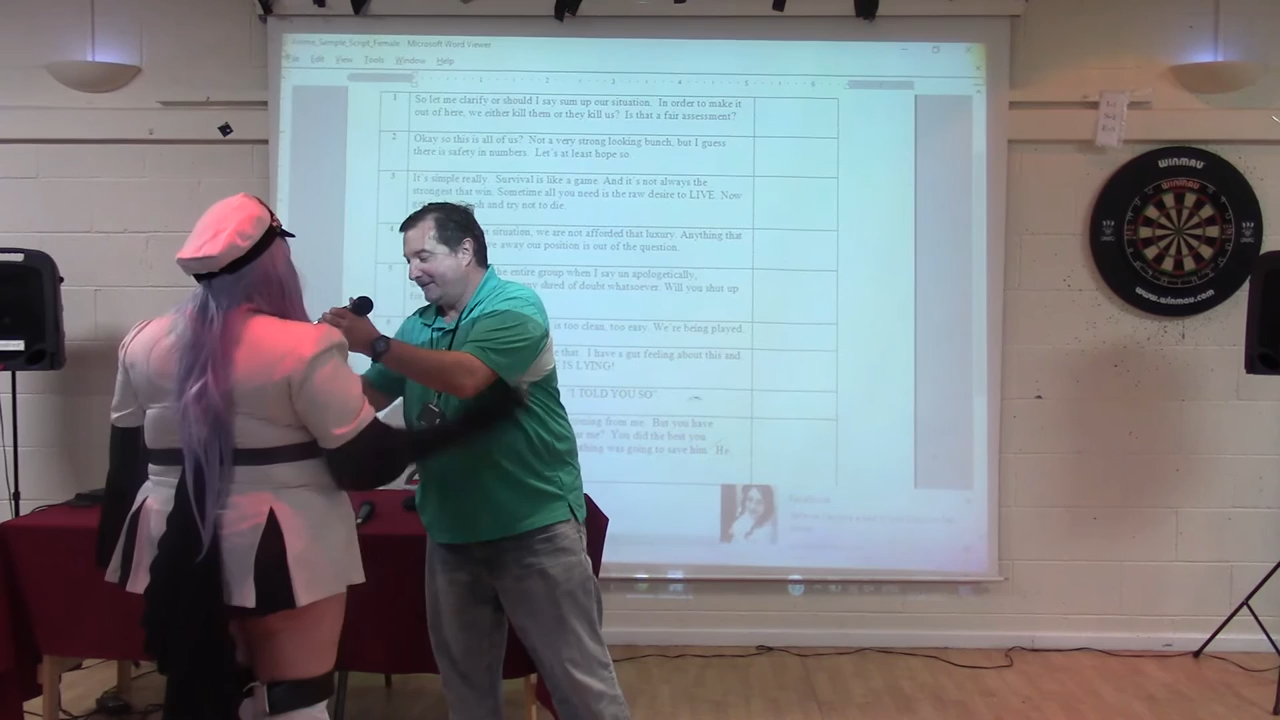 Anime_Sample_Script_Female - Microsoft Word Viewer
File Edit View Tools Window Help
1 So let me clarify or should I say sum up our situation. In order to make it
out of here, we either kill them or they kill us? Is that a fair assessment?
2 Okay so this is all of us? Not a very strong looking bunch, but I guess
there is safety in numbers. Let's at least hope so
3 It's simple really. Survival is like a game. And it's not always the
strongest that win. Sometime all you need is the raw desire to LIVE. Now
and try not to die.
4 situation, we are not afforded that luxury. Anything that
away our position is out of the question.
5 the entire group when I say un apologetically,
any shred of doubt whatsoever. Will you shut up
6 is too clean, too easy. We're being played.
that. I have a gut feeling about this and
IS LYING!
"I TOLD YOU SO"
coming from me. But you have
me? You did the best you
was going to save him. He
WINMAU
WINMAU
www.winmau.com